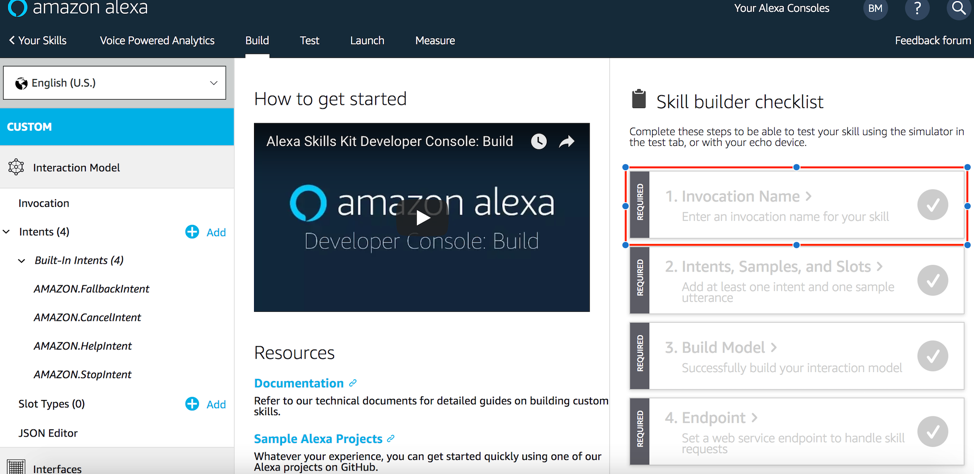 amazon alexa
Your Alexa Consoles
BM
?
Your Skills
Voice Powered Analytics
Build
Test
Launch
Measure
Feedback forum
English (U.S.)
CUSTOM
Interaction Model
Invocation
Intents (4)
Add
Built-In Intents (4)
AMAZON.FallbackIntent
AMAZON.CancelIntent
AMAZON.HelpIntent
AMAZON.StopIntent
Slot Types (0)
Add
JSON Editor
Interfaces
How to get started
Alexa Skills Kit Developer Console: Build
amazon alexa
Developer Console: Build
Resources
Documentation
Refer to our technical documents for detailed guides on building custom
skills.
Sample Alexa Projects
Whatever your experience, you can get started quickly using one of our
Alexa projects on GitHub.
Skill builder checklist
Complete these steps to be able to test your skill using the simulator in
the test tab, or with your echo device.
REQUIRED
1. Invocation Name >
Enter an invocation name for your skill
REQUIRED
2. Intents, Samples, and Slots >
Add at least one intent and one sample
utterance
REQUIRED
3. Build Model >
Successfully build your interaction model
REQUIRED
4. Endpoint >
Set a web service endpoint to handle skill
requests